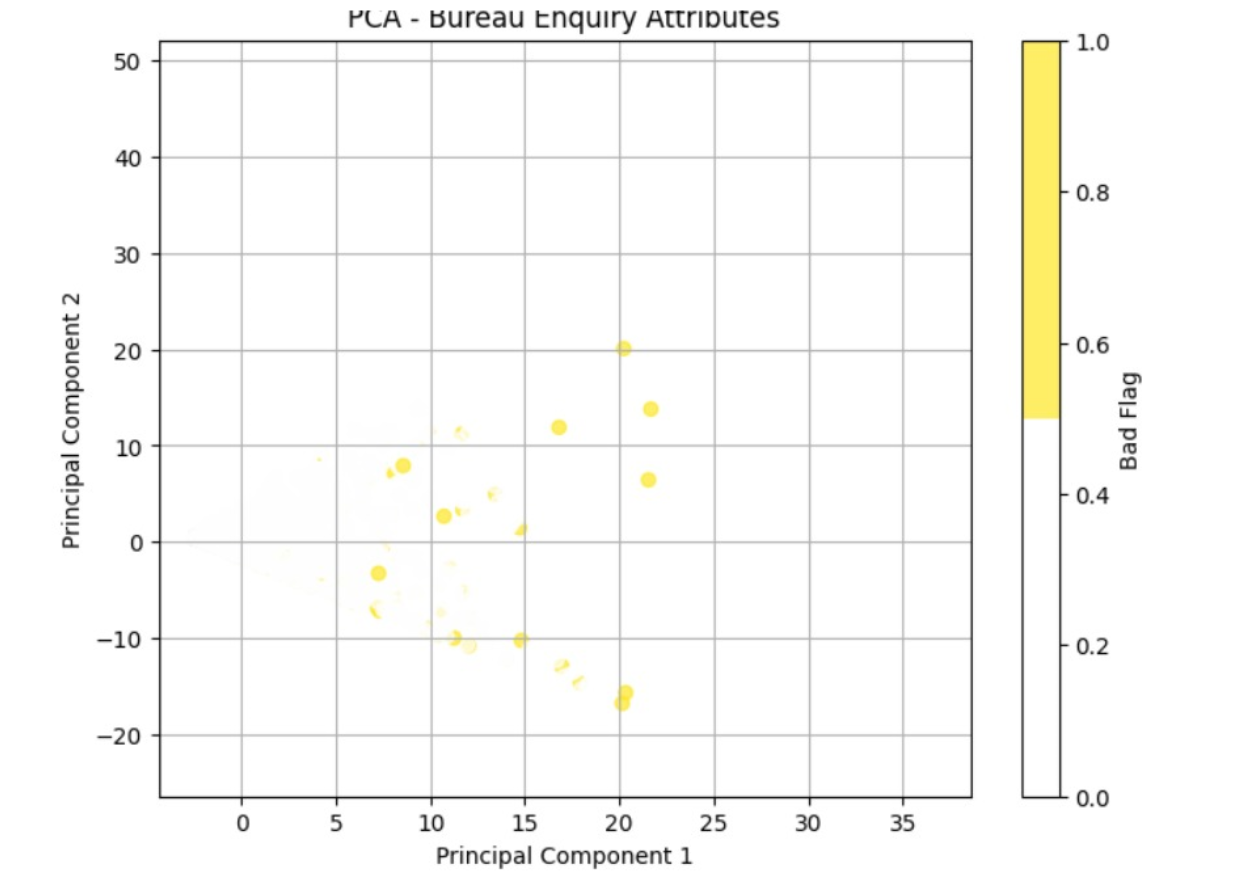 PCA - Bureau Enquiry Attributes
50
40
30
20
10
0
−10
−20
Principal Component 2
0 5 10 15 20 25 30 35
Principal Component 1
1.0
0.8
0.6
0.4
0.2
0.0
Bad Flag